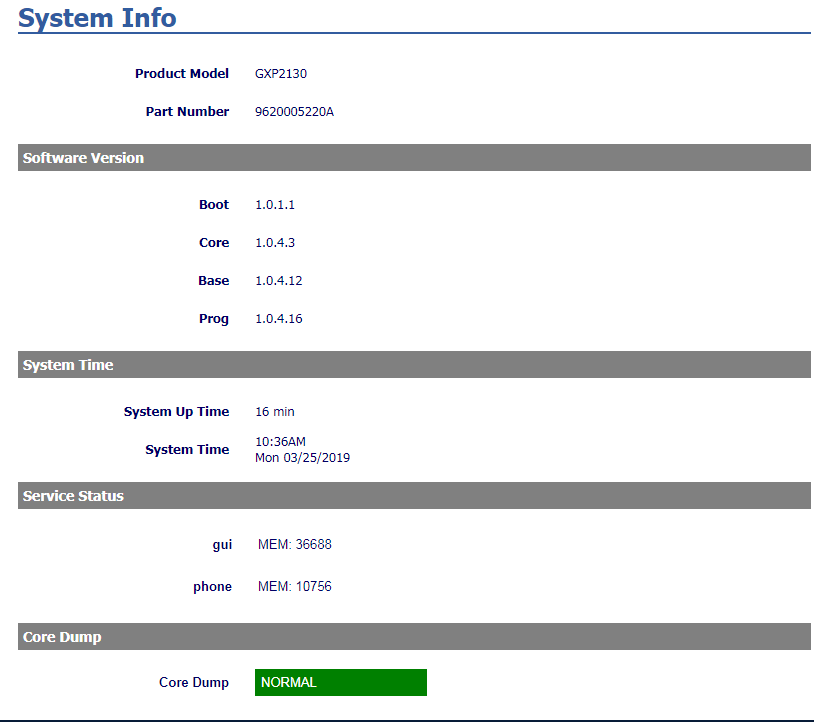 System Info
Product Model GXP2130
Part Number 9620005220A
Software Version
Boot 1.0.1.1
Core 1.0.4.3
Base 1.0.4.12
Prog 1.0.4.16
System Time
System Up Time 16 min
System Time 10:36AM
Mon 03/25/2019
Service Status
gui MEM: 36688
phone MEM: 10756
Core Dump
Core Dump NORMAL